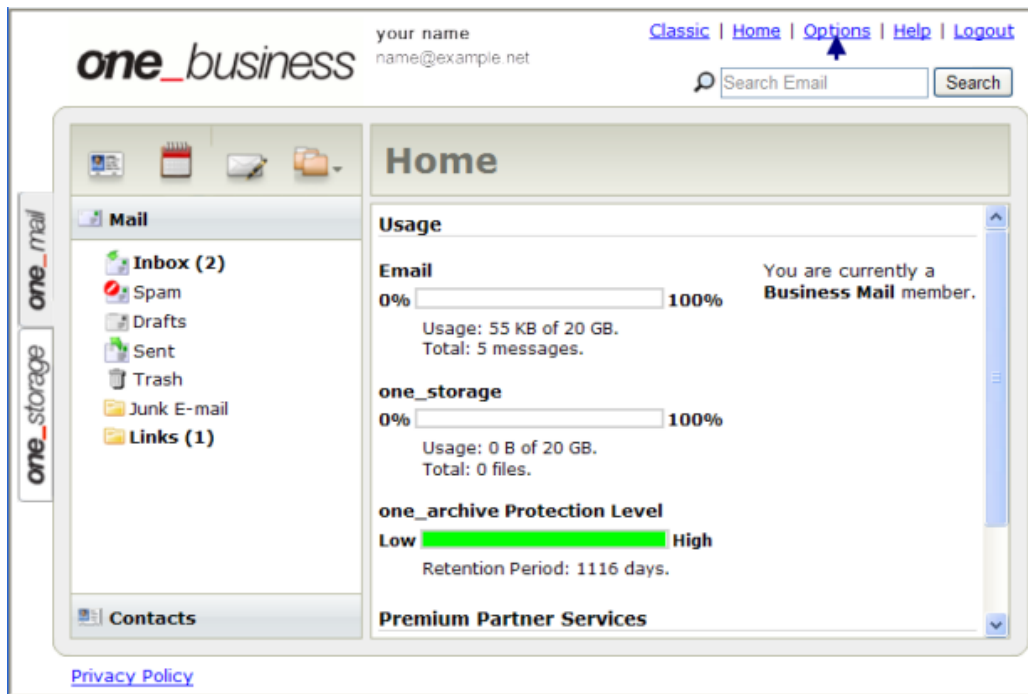 one_business
your name
name@example.net
Classic | Home | Options | Help | Logout
Search Email
Search
one_mail
one_storage
Mail
Inbox (2)
Spam
Drafts
Sent
Trash
Junk E-mail
Links (1)
Contacts
Home
Usage
Email
0% 100%
Usage: 55 KB of 20 GB.
Total: 5 messages.
You are currently a
Business Mail member.
one_storage
0% 100%
Usage: 0 B of 20 GB.
Total: 0 files.
one_archive Protection Level
Low High
Retention Period: 1116 days.
Premium Partner Services
Privacy Policy